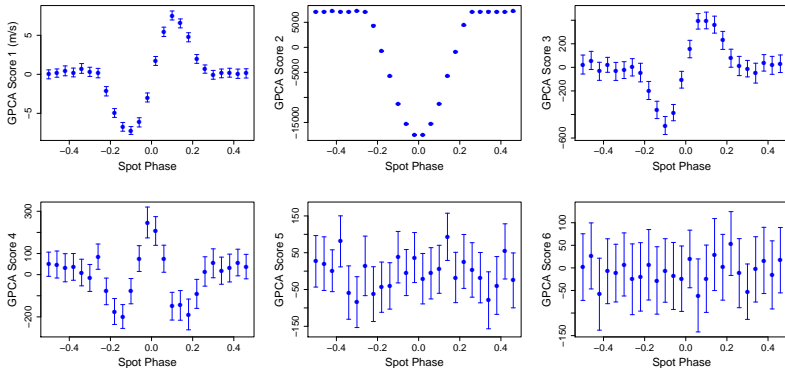 GPCA Score 1 (m/s)
5
0
−5
−0.4 −0.2 0.0 0.2 0.4
Spot Phase
GPCA Score 2
5000
−5000
−15000
−0.4 −0.2 0.0 0.2 0.4
Spot Phase
GPCA Score 3
400
0
−200
−600
−0.4 −0.2 0.0 0.2 0.4
Spot Phase
GPCA Score 4
300
100
0
−200
−0.4 −0.2 0.0 0.2 0.4
Spot Phase
GPCA Score 5
150
50
−50
−150
−0.4 −0.2 0.0 0.2 0.4
Spot Phase
GPCA Score 6
100
50
0
−50
−150
−0.4 −0.2 0.0 0.2 0.4
Spot Phase